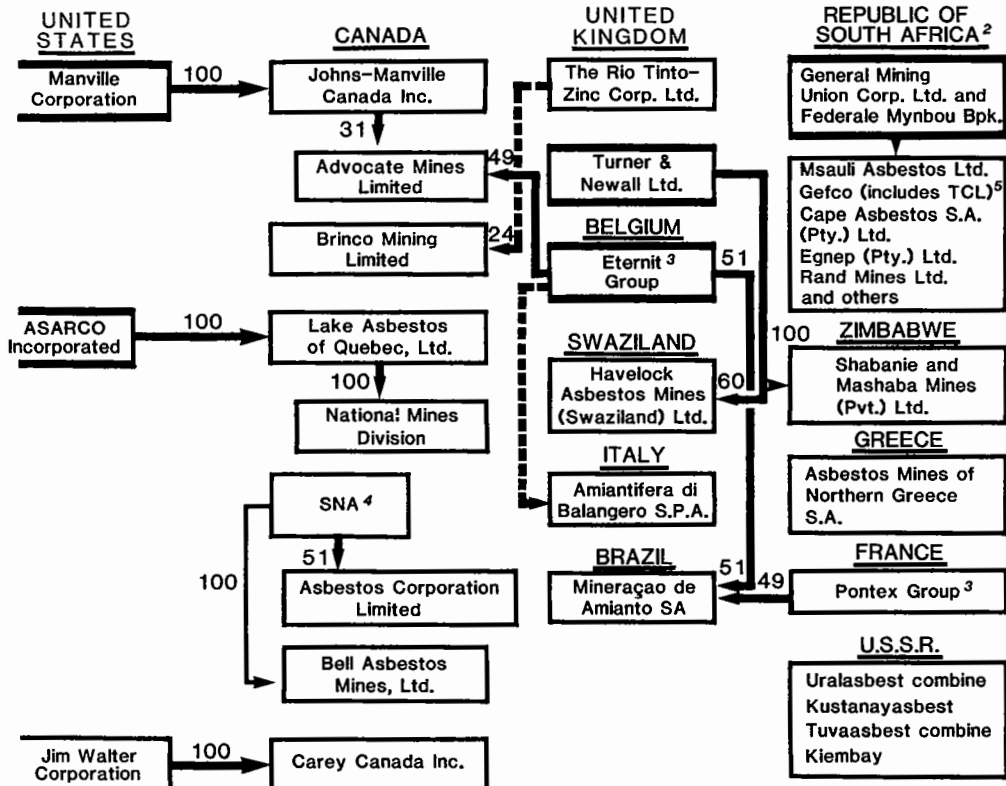 UNITED
STATES
Manville
Corporation
100
ASARCO
Incorporated
100
Jim Walter
Corporation
100
CANADA
Johns-Manville
Canada Inc.
31
Advocate Mines
Limited
49
Brinco Mining
Limited
24
Lake Asbestos
of Quebec, Ltd.
100
National Mines
Division
SNA 4
51
100
Asbestos Corporation
Limited
Bell Asbestos
Mines, Ltd.
Carey Canada Inc.
UNITED
KINGDOM
The Rio Tinto-
Zinc Corp. Ltd.
Turner &
Newall Ltd.
BELGIUM
Eternit 3
Group
51
SWAZILAND
Havelock
Asbestos Mines
(Swaziland) Ltd.
60
100
ITALY
Amiantifera di
Balangero S.P.A.
BRAZIL
Mineraçao de
Amianto SA
51
49
REPUBLIC OF
SOUTH AFRICA 2
General Mining
Union Corp. Ltd. and
Federale Mynbou Bpk.
Msauli Asbestos Ltd.
Gefco (includes TCL) 5
Cape Asbestos S.A.
(Pty.) Ltd.
Egnep (Pty.) Ltd.
Rand Mines Ltd.
and others
ZIMBABWE
Shabanie and
Mashaba Mines
(Pvt.) Ltd.
GREECE
Asbestos Mines of
Northern Greece
S.A.
FRANCE
Pontex Group 3
U.S.S.R.
Uralasbest combine
Kustanayasbest
Tuvaasbest combine
Kiembay